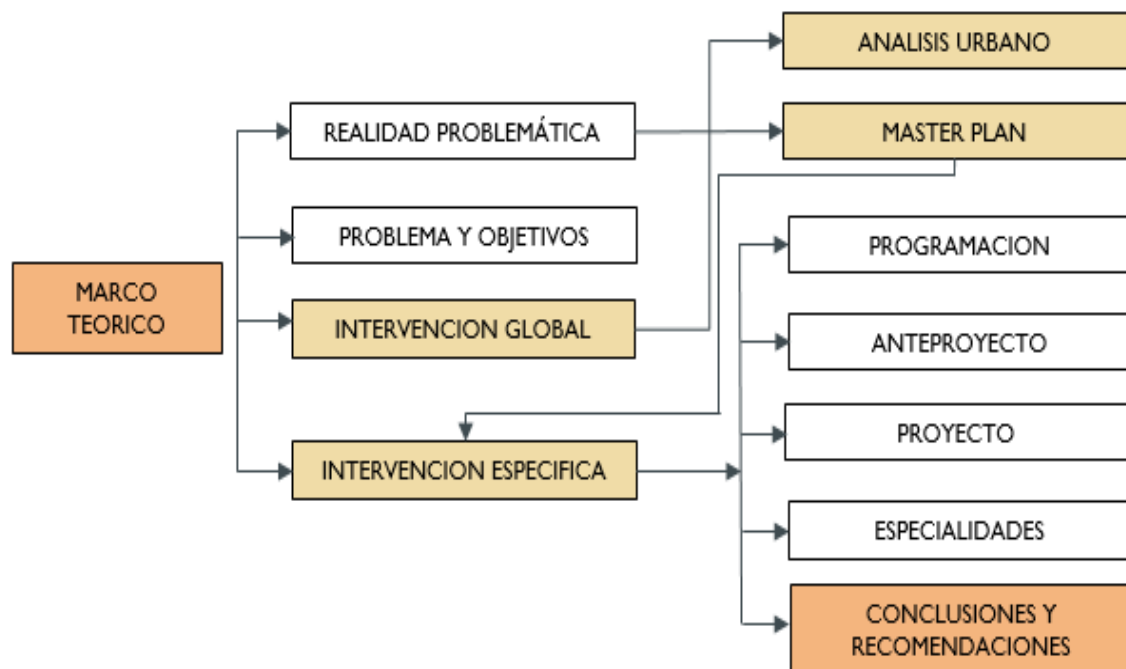 MARCO
TEORICO
REALIDAD PROBLEMÁTICA
PROBLEMA Y OBJETIVOS
INTERVENCION GLOBAL
INTERVENCION ESPECIFICA
ANALISIS URBANO
MASTER PLAN
PROGRAMACION
ANTEPROYECTO
PROYECTO
ESPECIALIDADES
CONCLUSIONES Y
RECOMENDACIONES